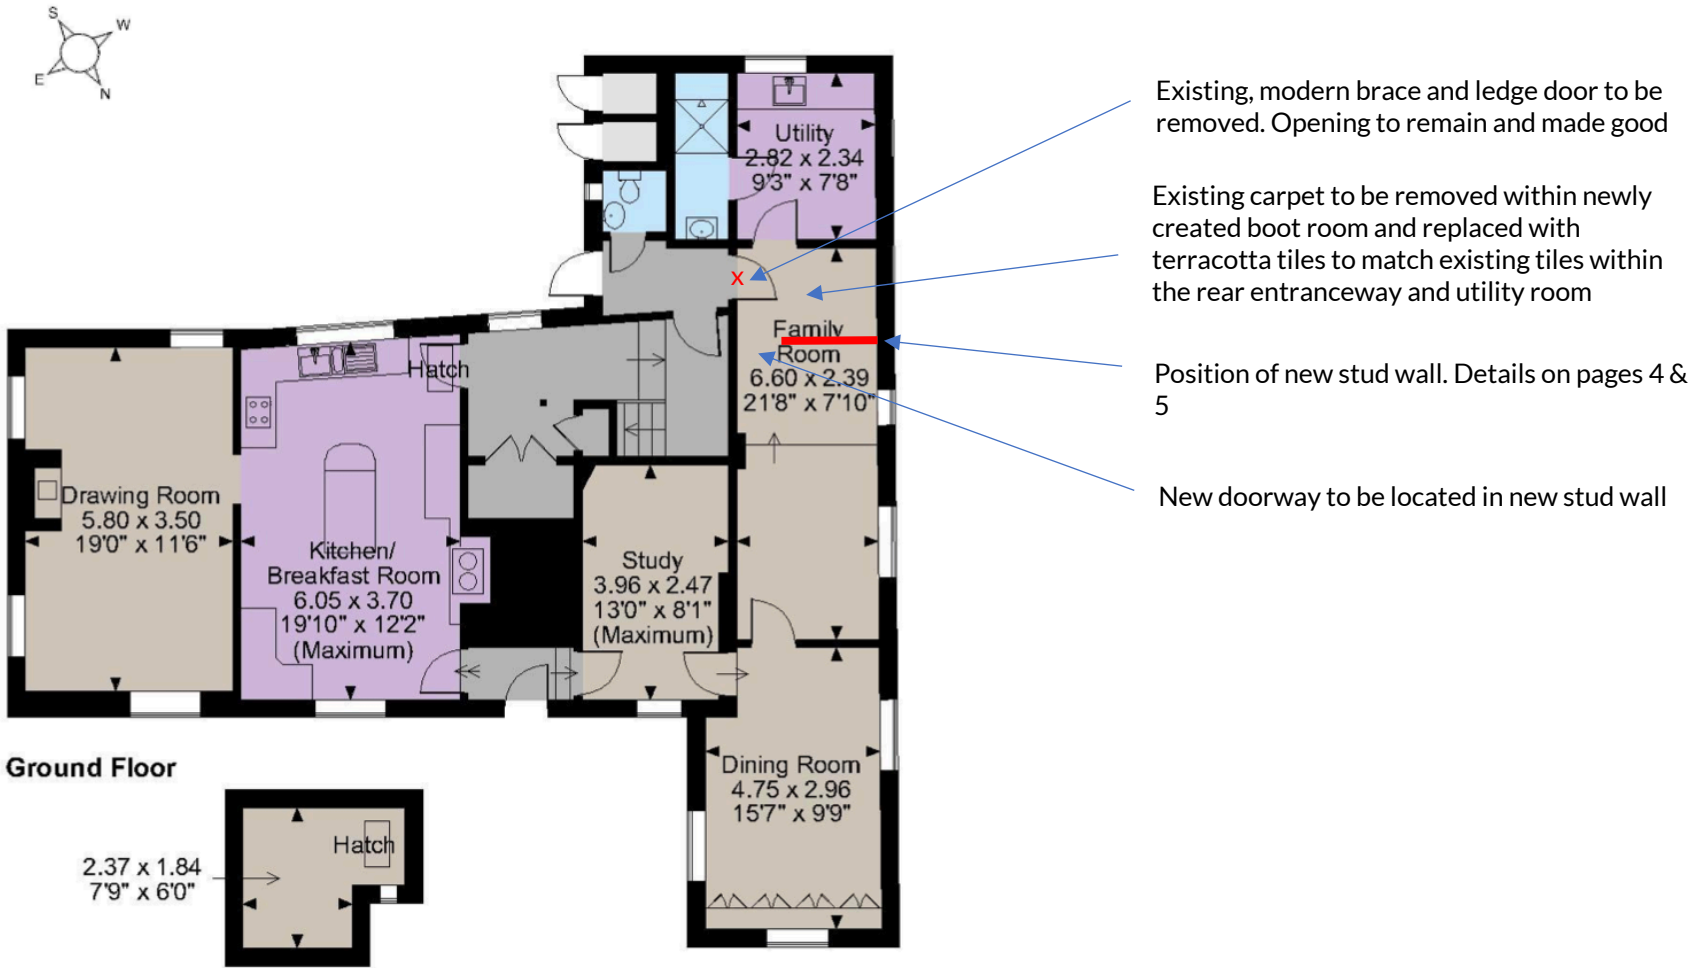 S
W
E
N
Existing, modern brace and ledge door to be
removed. Opening to remain and made good
Utility
2.82 x 2.34
9'3" x 7'8"
Existing carpet to be removed within newly
created boot room and replaced with
terracotta tiles to match existing tiles within
the rear entranceway and utility room
x
Family
Room
6.60 x 2.39
21'8" x 7'10"
Position of new stud wall. Details on pages 4 &
5
New doorway to be located in new stud wall
Hatch
Drawing Room
5.80 x 3.50
19'0" x 11'6"
Kitchen/
Breakfast Room
6.05 x 3.70
19'10" x 12'2"
(Maximum)
Study
3.96 x 2.47
13'0" x 8'1"
(Maximum)
Dining Room
4.75 x 2.96
15'7" x 9'9"
Ground Floor
Hatch
2.37 x 1.84
7'9" x 6'0"